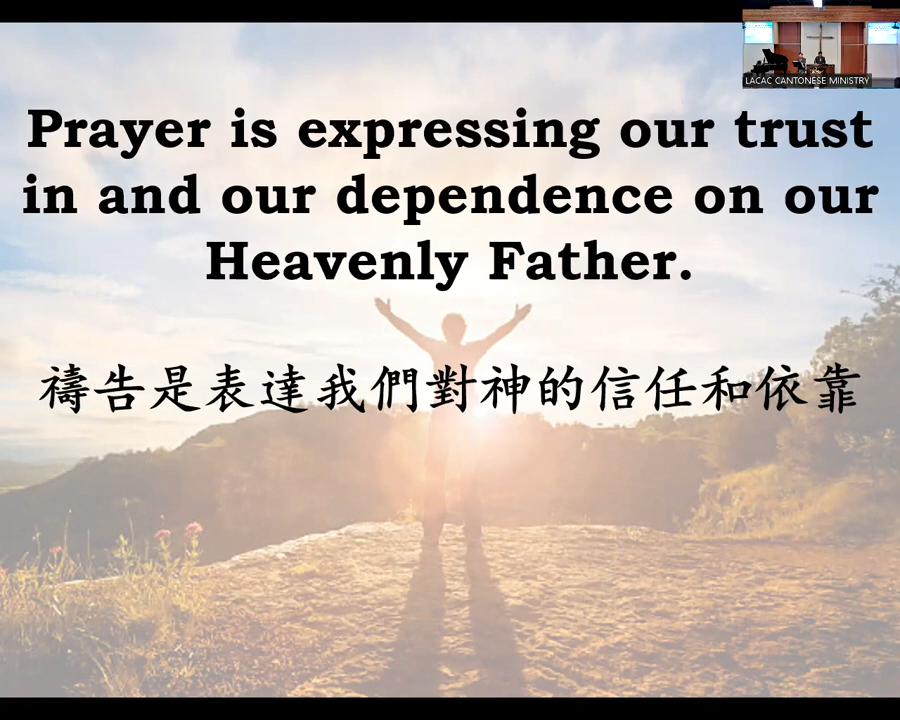 LACAC CANTONESE MINISTRY
Prayer is expressing our trust
in and our dependence on our
Heavenly Father.
禱告是表達我們對神的信任和依靠